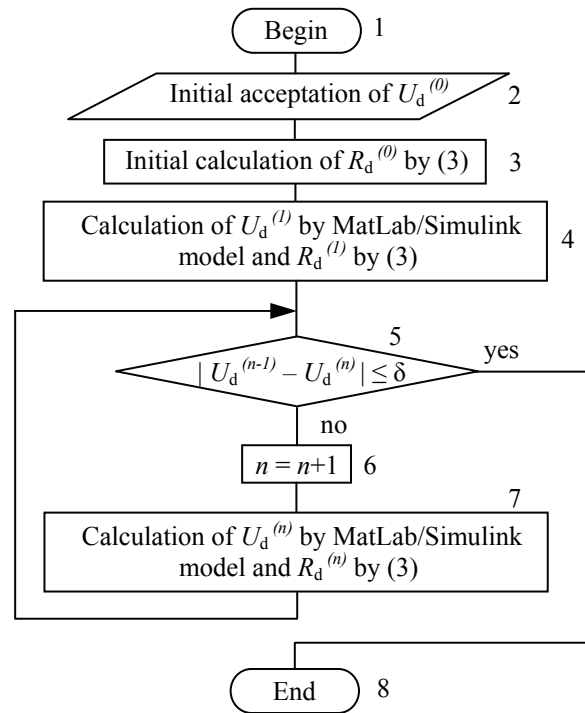 Begin 1
Initial acceptation of U_d^(0) 2
Initial calculation of R_d^(0) by (3) 3
Calculation of U_d^(1) by MatLab/Simulink
model and R_d^(1) by (3) 4
5
yes
| U_d^(n-1) – U_d^(n) | ≤ δ
no
n = n+1 6
7
Calculation of U_d^(n) by MatLab/Simulink
model and R_d^(n) by (3)
End 8